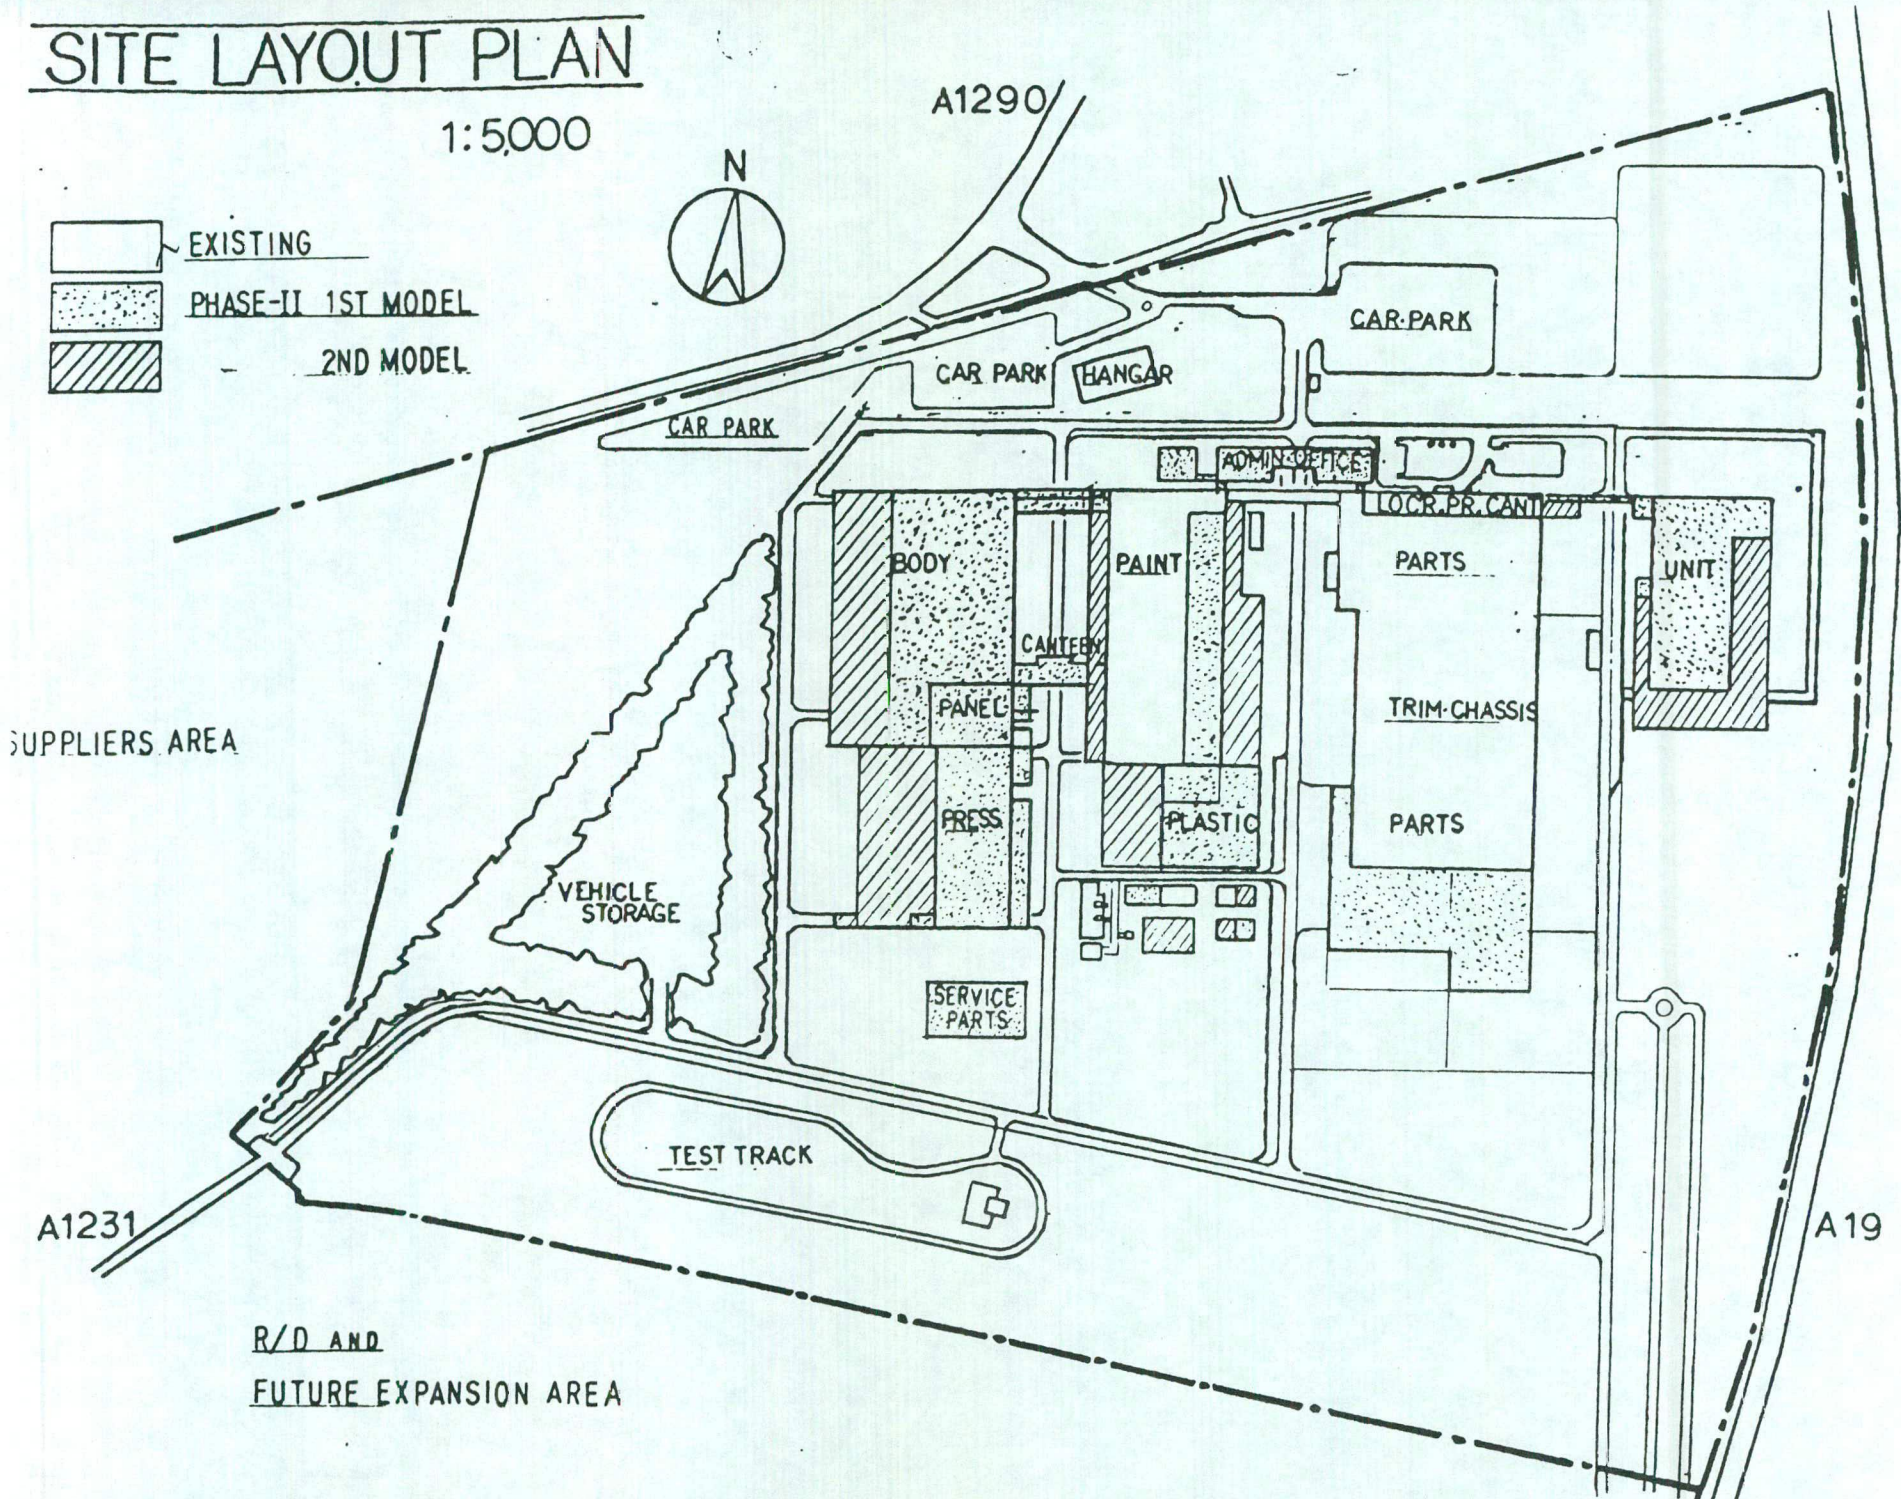 SITE LAYOUT PLAN
1:5,000
A1290
N
EXISTING
PHASE-II 1ST MODEL
- 2ND MODEL
CAR·PARK
CAR PARK
HANGAR
CAR PARK
ADMIN·OFFICE
LOCR.PR.CANT
BODY
PAINT
PARTS
UNIT
CANTEEN
PANEL
TRIM·CHASSIS
SUPPLIERS AREA
PRESS
PLASTIC
PARTS
VEHICLE
STORAGE
SERVICE
PARTS
TEST TRACK
A1231
A19
R/D AND
FUTURE EXPANSION AREA